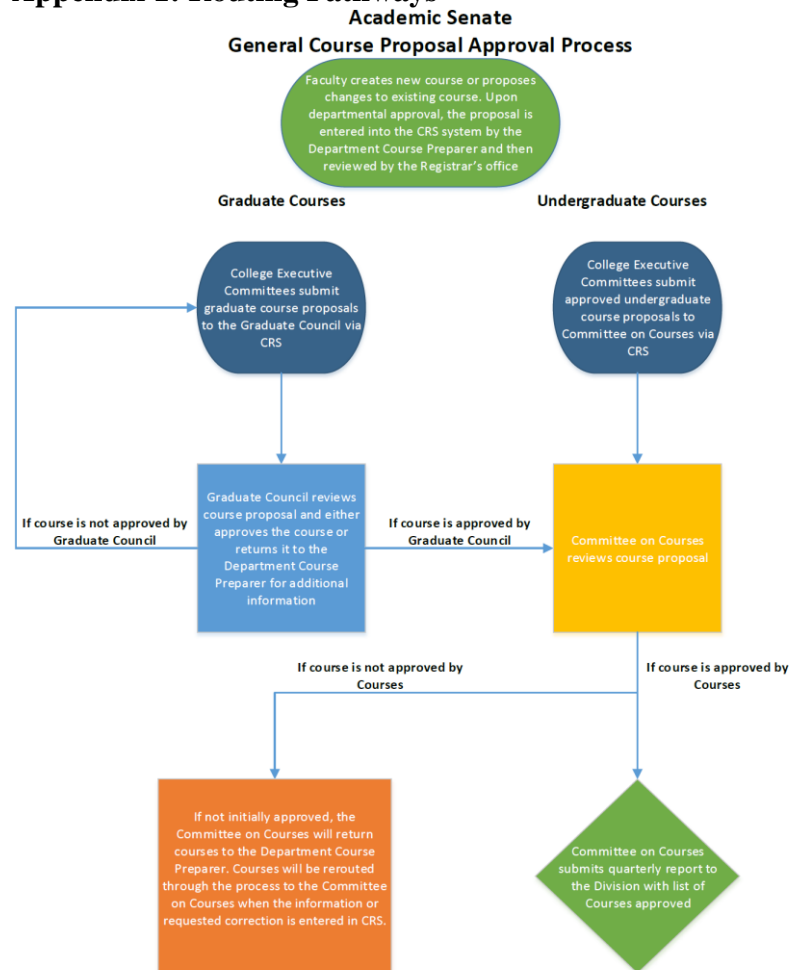 Appendix 1: Routing Pathways
Academic Senate
General Course Proposal Approval Process
Faculty creates new course or proposes
changes to existing course. Upon
departmental approval, the proposal is
entered into the CRS system by the
Department Course Preparer and then
reviewed by the Registrar's office
Graduate Courses
Undergraduate Courses
College Executive
Committees submit
graduate course proposals
to the Graduate Council via
CRS
College Executive
Committees submit
approved undergraduate
course proposals to
Committee on Courses via
CRS
If course is not approved by
Graduate Council
Graduate Council reviews
course proposal and either
approves the course or
returns it to the
Department Course
Preparer for additional
information
If course is approved by
Graduate Council
Committee on Courses
reviews course proposal
If course is not approved by
Courses
If course is approved by
Courses
If not initially approved, the
Committee on Courses will return
courses to the Department Course
Preparer. Courses will be rerouted
through the process to the Committee
on Courses when the information or
requested correction is entered in CRS.
Committee on Courses
submits quarterly report to
the Division with list of
Courses approved